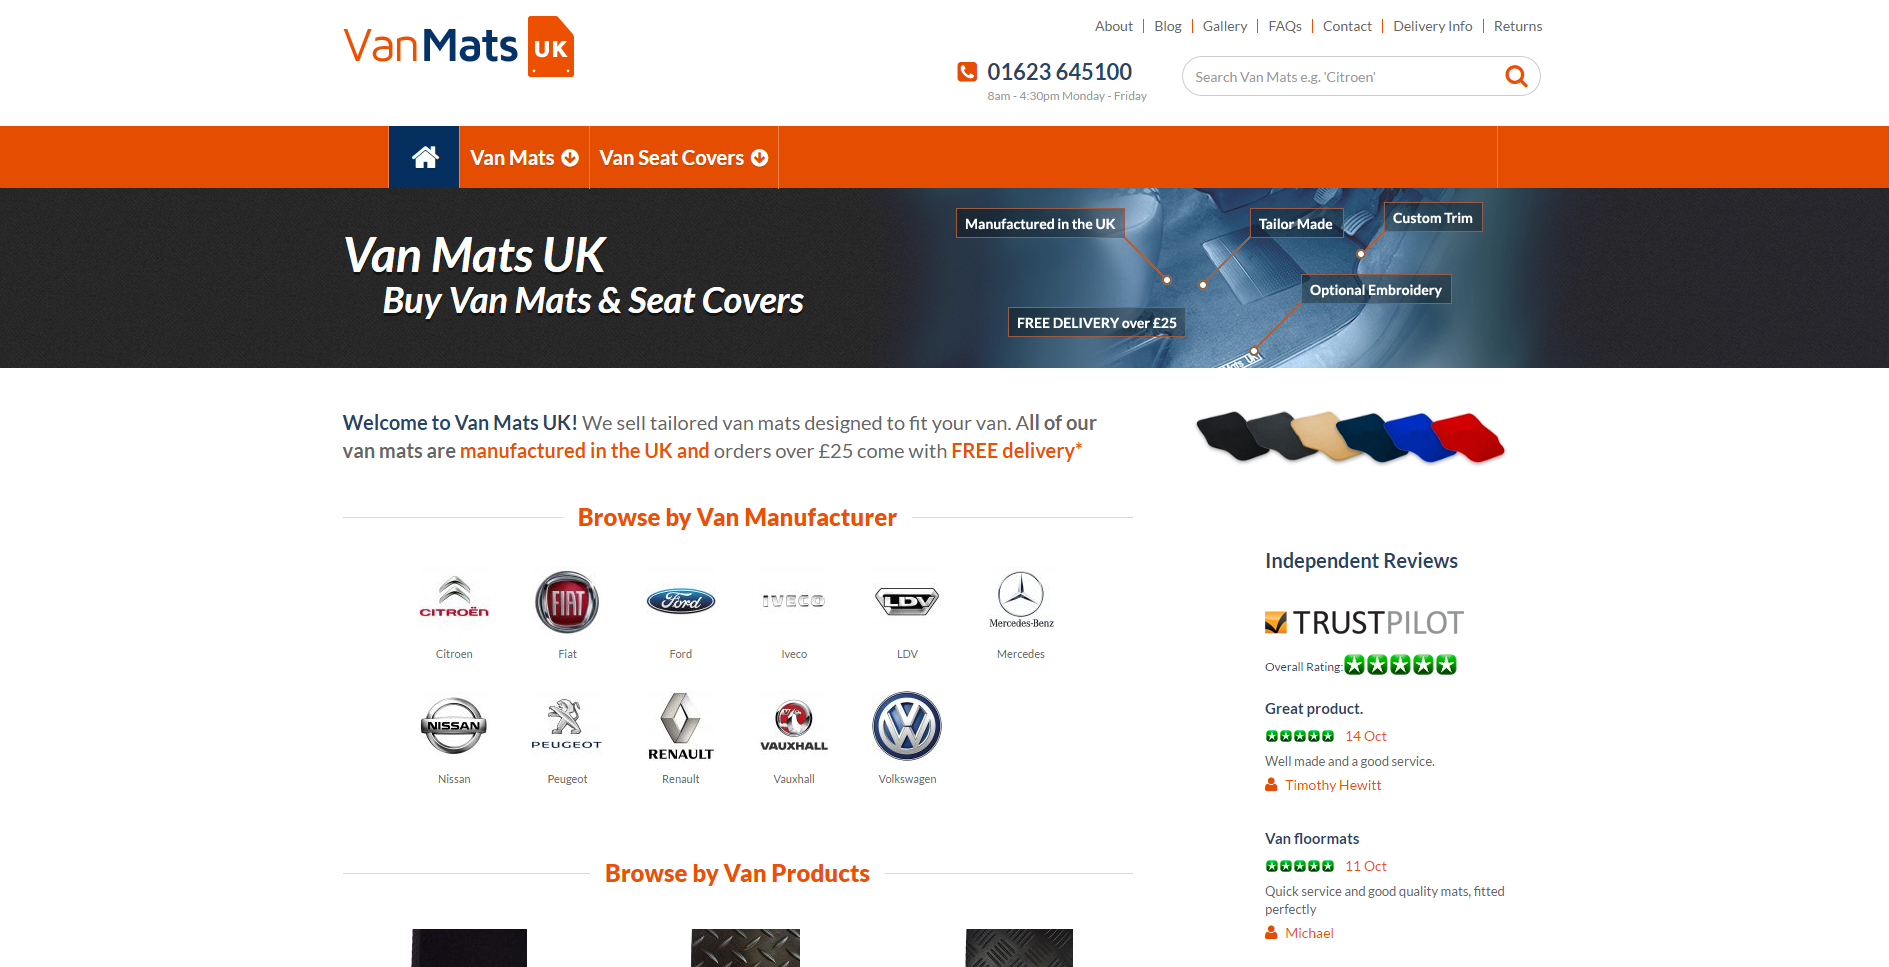 VanMats UK
About
Blog
Gallery
FAQs
Contact
Delivery Info
Returns
01623 645100
8am - 4:30pm Monday - Friday
Search Van Mats e.g. 'Citroen'
Van Mats
Van Seat Covers
Van Mats UK
Buy Van Mats & Seat Covers
Manufactured in the UK
Tailor Made
Custom Trim
Optional Embroidery
FREE DELIVERY over £25
Welcome to Van Mats UK! We sell tailored van mats designed to fit your van. All of our
van mats are manufactured in the UK and orders over £25 come with FREE delivery*
Browse by Van Manufacturer
CITROËN
FIAT
Ford
IVECO
LDV
Mercedes-Benz
Citroen
Fiat
Ford
Iveco
LDV
Mercedes
NISSAN
PEUGEOT
RENAULT
VAUXHALL
Nissan
Peugeot
Renault
Vauxhall
Volkswagen
Browse by Van Products
Independent Reviews
TRUSTPILOT
Overall Rating:
Great product.
14 Oct
Well made and a good service.
Timothy Hewitt
Van floormats
11 Oct
Quick service and good quality mats, fitted
perfectly
Michael